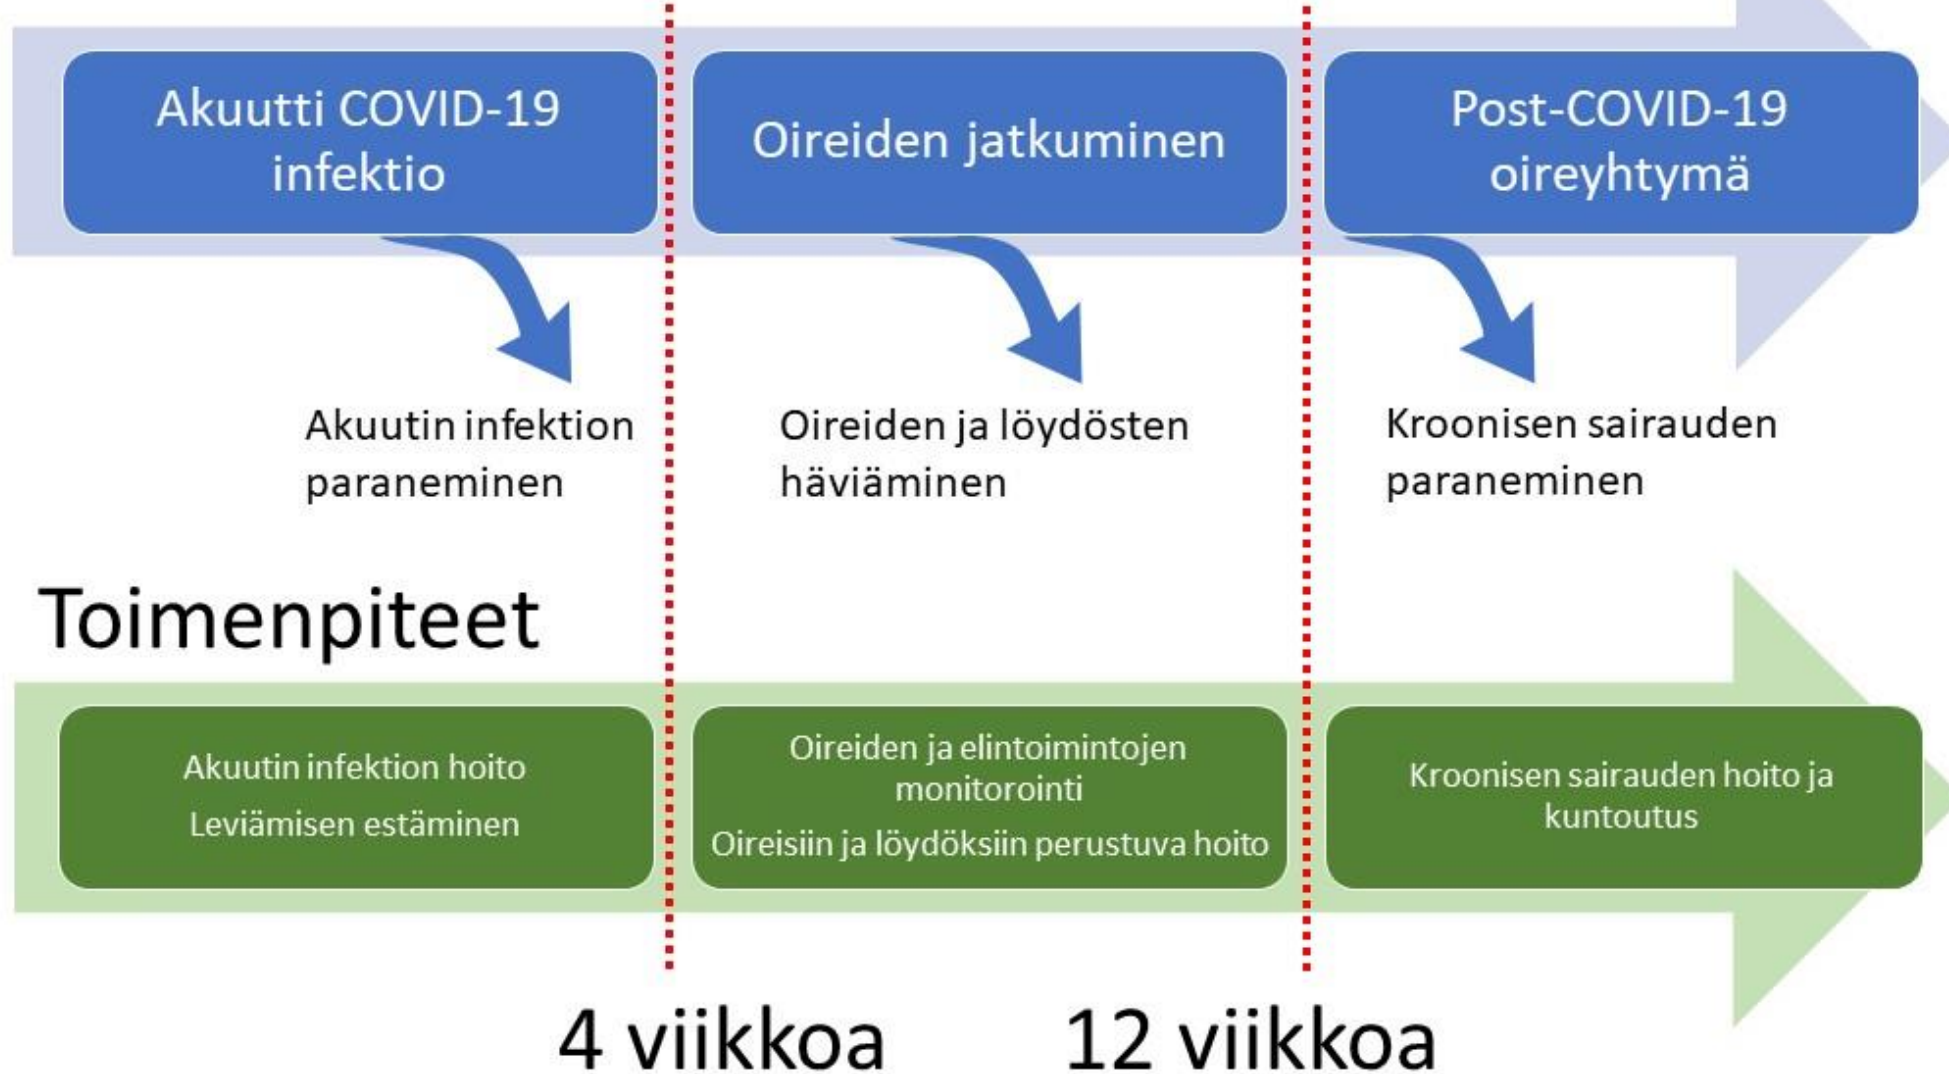 Akuutti COVID-19
infektio
Oireiden jatkuminen
Post-COVID-19
oireyhtymä
Akuutin infektion
paraneminen
Oireiden ja löydösten
häviäminen
Kroonisen sairauden
paraneminen
Toimenpiteet
Akuutin infektion hoito
Leviämisen estäminen
Oireiden ja elintoimintojen
monitorointi
Oireisiin ja löydöksiin perustuva hoito
Kroonisen sairauden hoito ja
kuntoutus
4 viikkoa
12 viikkoa